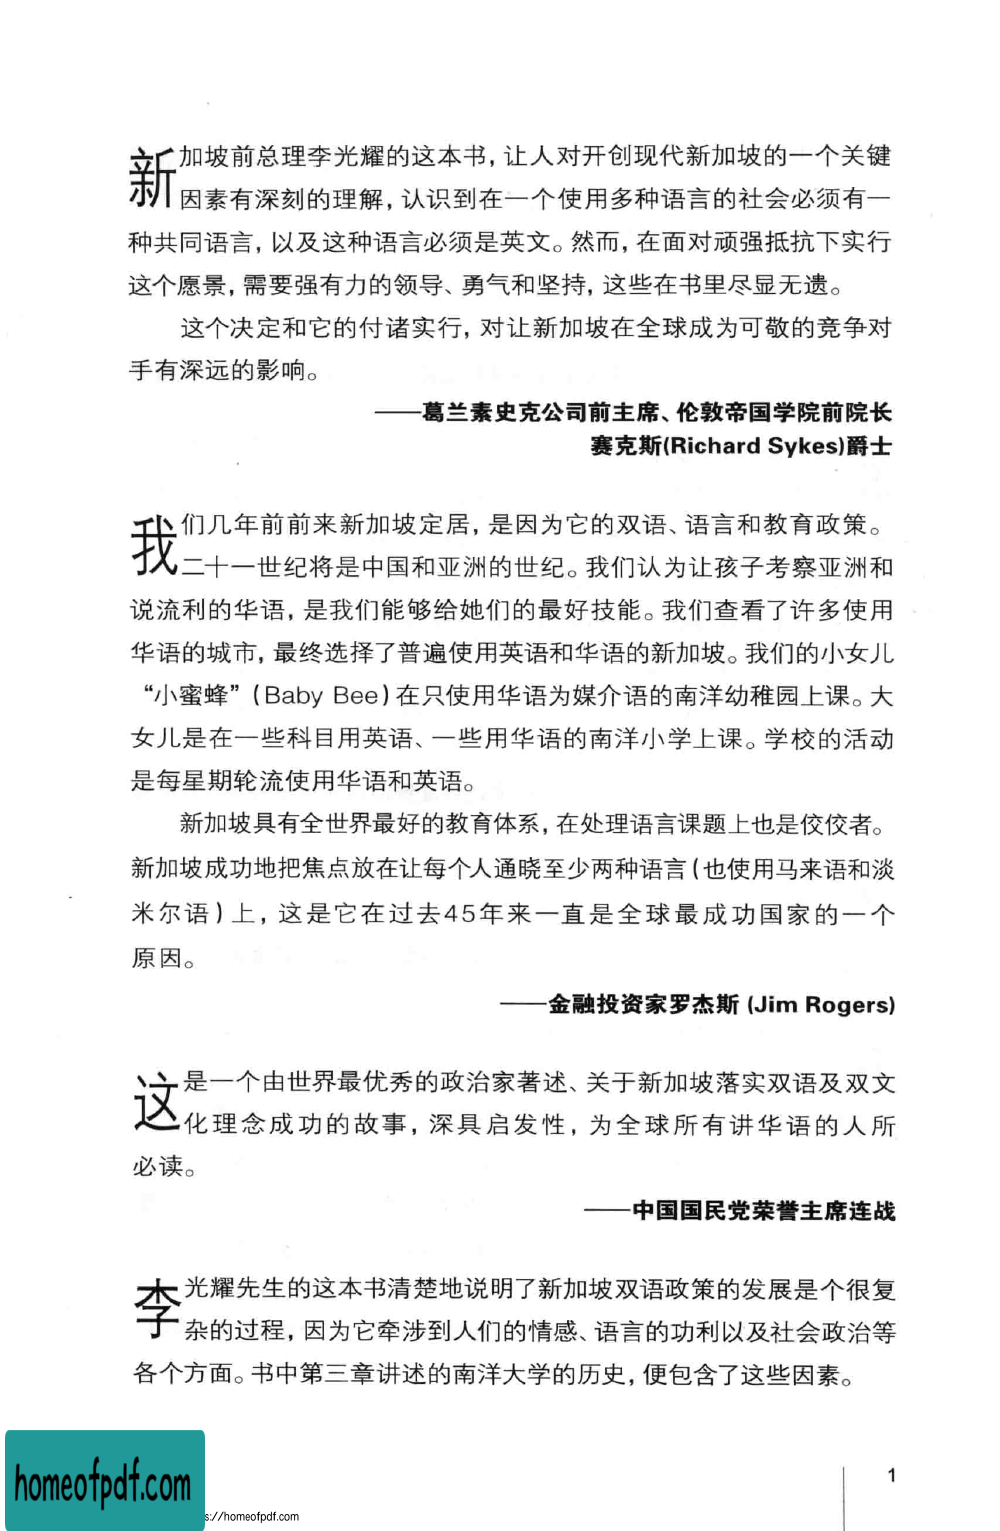 新加坡前总理李光耀的这本书，让人对开创现代新加坡的一个关键
因素有深刻的理解，认识到在一个使用多种语言的社会必须有一
种共同语言，以及这种语言必须是英文。然而，在面对顽强抵抗下实行
这个愿景，需要强有力的领导、勇气和坚持，这些在书里尽显无遗。
这个决定和它的付诸实行，对让新加坡在全球成为可敬的竞争对
手有深远的影响。
——葛兰素史克公司前主席、伦敦帝国学院前院长
赛克斯(Richard Sykes)爵士
我们几年前前来新加坡定居，是因为它的双语、语言和教育政策。
二十一世纪将是中国和亚洲的世纪。我们认为让孩子考察亚洲和
说流利的华语，是我们能够给她们的最好技能。我们查看了许多使用
华语的城市，最终选择了普遍使用英语和华语的新加坡。我们的小女儿
“小蜜蜂”(Baby Bee)在只使用华语为媒介语的南洋幼稚园上课。大
女儿是在一些科目用英语、一些用华语的南洋小学上课。学校的活动
是每星期轮流使用华语和英语。
新加坡具有全世界最好的教育体系，在处理语言课题上也是佼佼者。
新加坡成功地把焦点放在让每个人通晓至少两种语言(也使用马来语和淡
米尔语)上，这是它在过去45年来一直是全球最成功国家的一个
原因。
——金融投资家罗杰斯 (Jim Rogers)
这是一个由世界最优秀的政治家著述、关于新加坡落实双语及双文
化理念成功的故事，深具启发性，为全球所有讲华语的人所
必读。
——中国国民党荣誉主席连战
李光耀先生的这本书清楚地说明了新加坡双语政策的发展是个很复
杂的过程，因为它牵涉到人们的情感、语言的功利以及社会政治等
各个方面。书中第三章讲述的南洋大学的历史，便包含了这些因素。
1
homeofpdf.com
s://homeofpdf.com